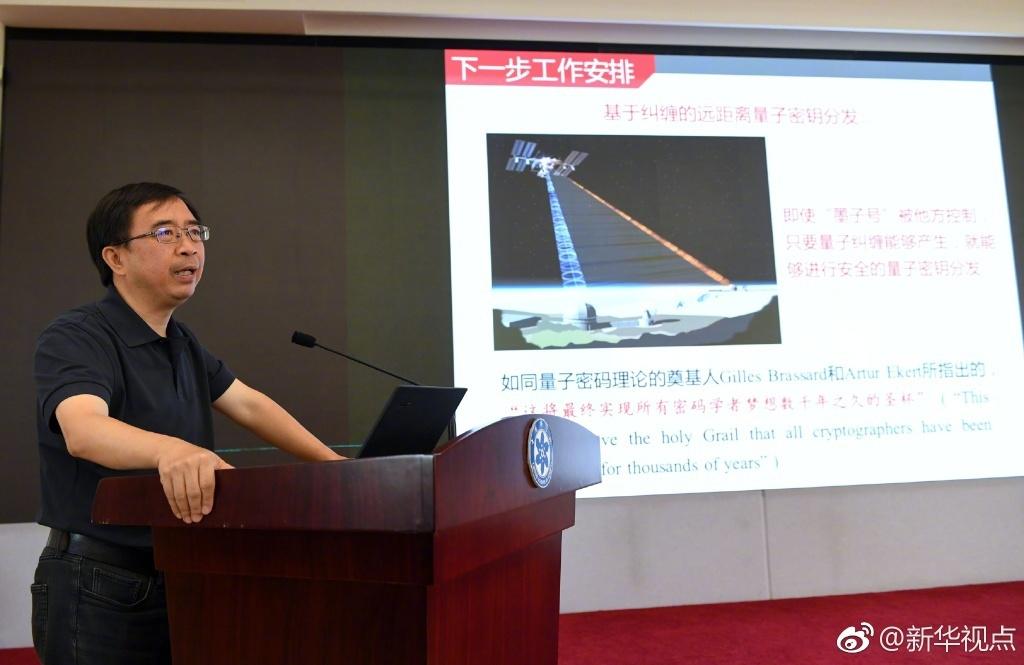 下一步工作安排
基于纠缠的远距离量子密钥分发
即使“墨子号”被他方控制，
只要量子纠缠能够产生，就能
够进行安全的量子密钥分发
如同量子密码理论的奠基人Gilles Brassard和Artur Ekert所指出的，
“这将最终实现所有密码学者梦想数千年之久的圣杯”（ “This
ve the holy Grail that all cryptographers have been
for thousands of years”）
@新华视点